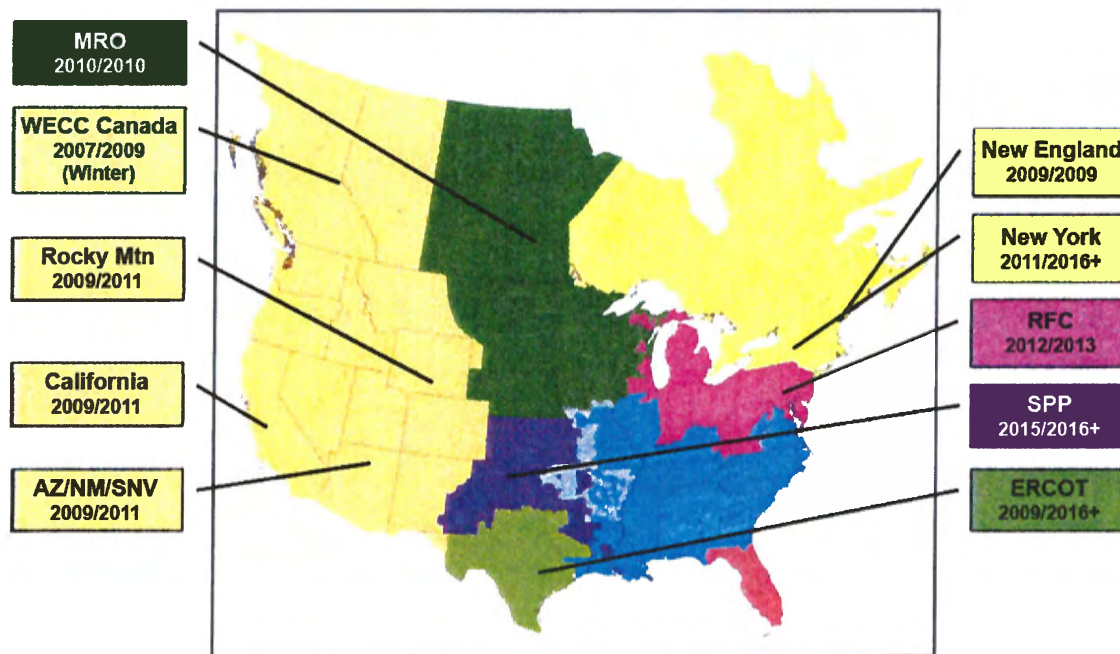 MRO
2010/2010
WECC Canada
2007/2009
(Winter)
Rocky Mtn
2009/2011
California
2009/2011
AZ/NM/SNV
2009/2011
New England
2009/2009
New York
2011/2016+
RFC
2012/2013
SPP
2015/2016+
ERCOT
2009/2016+